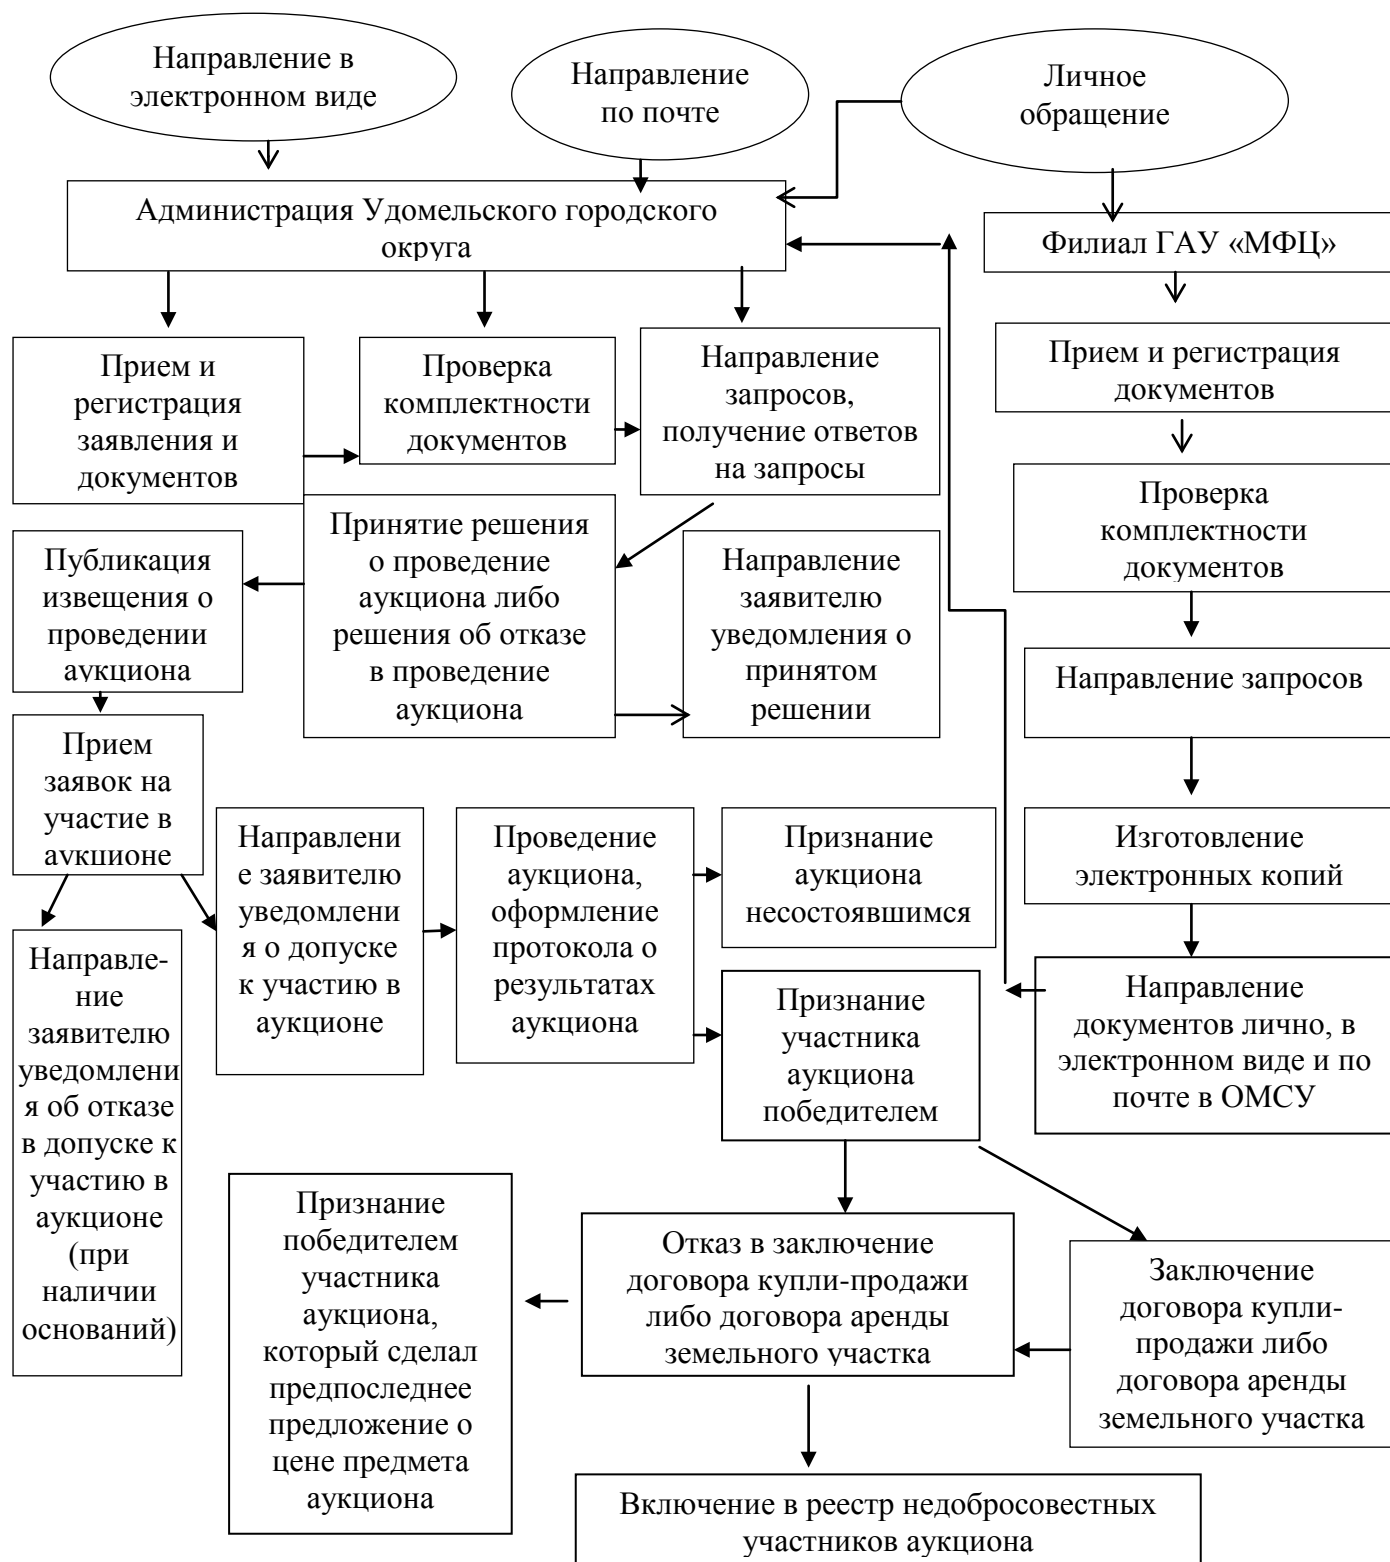 Направление в
электронном виде
Направление
по почте
Личное
обращение
Администрация Удомельского городского
округа
Филиал ГАУ «МФЦ»
Прием и
регистрация
заявления и
документов
Проверка
комплектности
документов
Направление
запросов,
получение ответов
на запросы
Прием и регистрация
документов
Проверка
комплектности
документов
Публикация
извещения о
проведении
аукциона
Принятие решения
о проведение
аукциона либо
решения об отказе
в проведение
аукциона
Направление
заявителю
уведомления о
принятом
решении
Направление запросов
Прием
заявок на
участие в
аукционе
Направлени
е заявителю
уведомлени
я о допуске
к участию в
аукционе
Проведение
аукциона,
оформление
протокола о
результатах
аукциона
Признание
аукциона
несостоявшимся
Изготовление
электронных копий
Направле-
ние
заявителю
уведомлени
я об отказе
в допуске к
участию в
аукционе
(при
наличии
оснований)
Признание
участника
аукциона
победителем
Направление
документов лично, в
электронном виде и по
почте в ОМСУ
Признание
победителем
участника
аукциона,
который сделал
предпоследнее
предложение о
цене предмета
аукциона
Отказ в заключение
договора купли-продажи
либо договора аренды
земельного участка
Заключение
договора купли-
продажи либо
договора аренды
земельного участка
Включение в реестр недобросовестных
участников аукциона